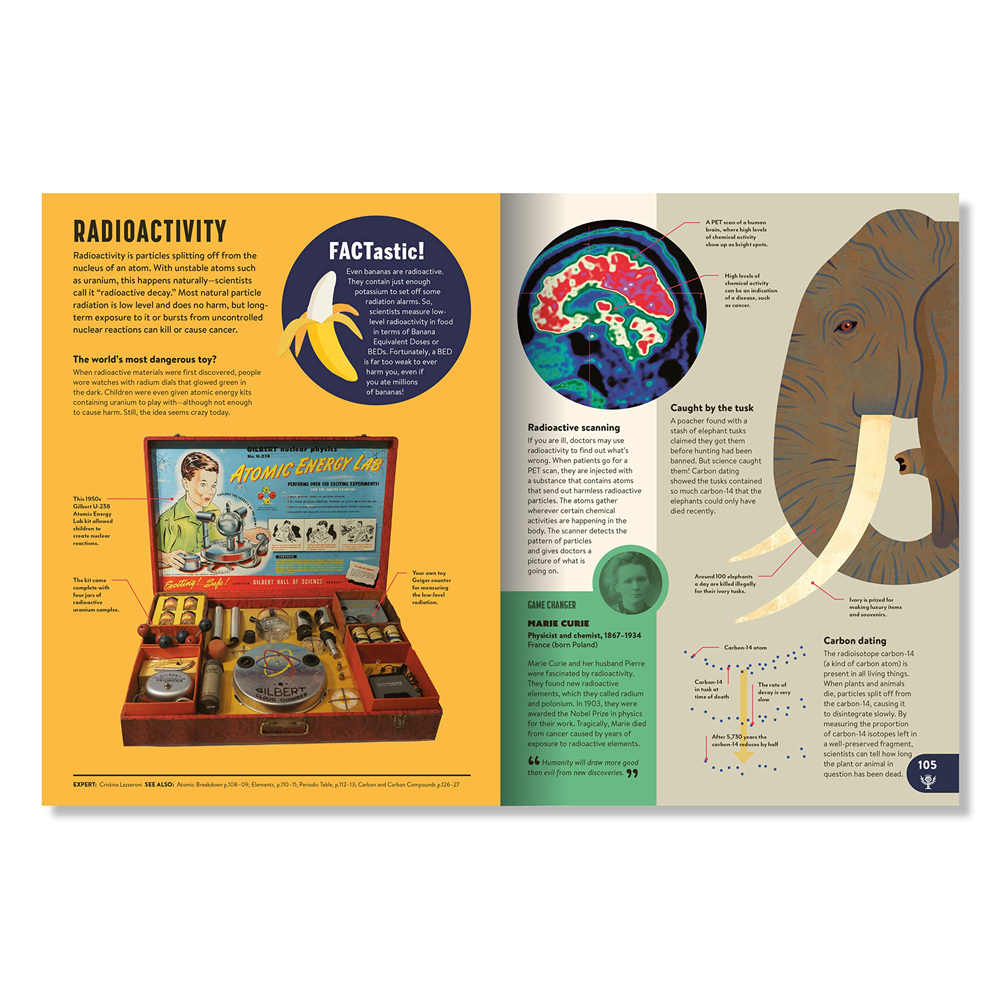 RADIOACTIVITY
Radioactivity is particles splitting off from the
nucleus of an atom. With unstable atoms such
as uranium, this happens naturally—scientists
call it “radioactive decay.” Most natural particle
radiation is low level and does no harm, but long-
term exposure to it or bursts from uncontrolled
nuclear reactions can kill or cause cancer.
The world’s most dangerous toy?
When radioactive materials were first discovered, people
wore watches with radium dials that glowed green in
the dark. Children were even given atomic energy kits
containing uranium to play with—although not enough
to cause harm. Still, the idea seems crazy today.
FACTastic!
Even bananas are radioactive.
They contain just enough
potassium to set off some
radiation alarms. So,
scientists measure low-
level radioactivity in food
in terms of Banana
Equivalent Doses or
BEDs. Fortunately, a BED
is far too weak to ever
harm you, even if
you ate millions
of bananas!
This 1950s
Gilbert U-238
Atomic Energy
Lab kit allowed
children to
create nuclear
reactions.
The kit came
complete with
four jars of
radioactive
uranium samples.
GILBERT nuclear physics
No. U-238
ATOMIC ENERGY LAB
PERFORMS OVER 150 EXCITING EXPERIMENTS!
Exciting! Safe!
GILBERT HALL OF SCIENCE
GILBERT
CLOUD CHAMBER
Your own toy
Geiger counter
for measuring
the low-level
radiation.
EXPERT: Cristina Lazzeroni SEE ALSO: Atomic Breakdown p.108–09; Elements, p.110–11; Periodic Table, p.112–13; Carbon and Carbon Compounds p.126–27
A PET scan of a human
brain, where high levels
of chemical activity
show up as bright spots.
High levels of
chemical activity
can be an indication
of a disease, such
as cancer.
Radioactive scanning
If you are ill, doctors may use
radioactivity to find out what’s
wrong. When patients go for a
PET scan, they are injected with
a substance that contains atoms
that send out harmless radioactive
particles. The atoms gather
wherever certain chemical
activities are happening in the
body. The scanner detects the
pattern of particles
and gives doctors a
picture of what is
going on.
GAME CHANGER
MARIE CURIE
Physicist and chemist, 1867–1934
France (born Poland)
Marie Curie and her husband Pierre
were fascinated by radioactivity.
They found new radioactive
elements, which they called radium
and polonium. In 1903, they were
awarded the Nobel Prize in physics
for their work. Tragically, Marie died
from cancer caused by years of
exposure to radioactive elements.
“Humanity will draw more good
than evil from new discoveries.”
Caught by the tusk
A poacher found with a
stash of elephant tusks
claimed they got them
before hunting had been
banned. But science caught
them! Carbon dating
showed the tusks contained
so much carbon-14 that the
elephants could only have
died recently.
Around 100 elephants
a day are killed illegally
for their ivory tusks.
Ivory is prized for
making luxury items
and souvenirs.
Carbon-14 atom
Carbon-14
in tusk at
time of death
The rate of
decay is very
slow
After 5,730 years the
carbon-14 reduces by half
Carbon dating
The radioisotope carbon-14
(a kind of carbon atom) is
present in all living things.
When plants and animals
die, particles split off from
the carbon-14, causing it
to disintegrate slowly. By
measuring the proportion
of carbon-14 isotopes left in
a well-preserved fragment,
scientists can tell how long
the plant or animal in
question has been dead.
105